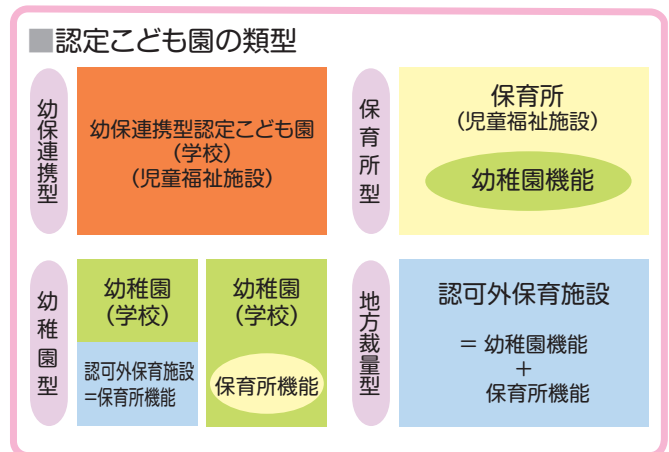 ■認定こども園の類型
幼保連携型
幼保連携型認定こども園
(学校)
(児童福祉施設)
保育所型
保育所
(児童福祉施設)
幼稚園機能
幼稚園型
幼稚園
(学校)
認可外保育施設
=保育所機能
幼稚園
(学校)
保育所機能
地方裁量型
認可外保育施設
= 幼稚園機能
+
保育所機能